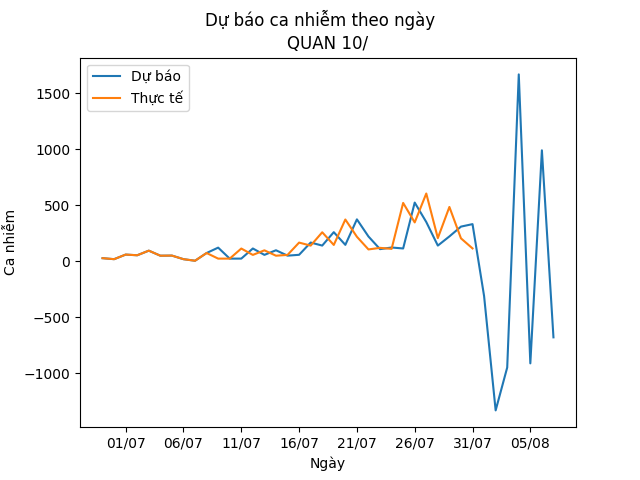 Dự báo ca nhiễm theo ngày
QUAN 10/
Dự báo
Thực tế
Ca nhiễm
1500
1000
500
0
−500
−1000
01/07 06/07 11/07 16/07 21/07 26/07 31/07 05/08
Ngày